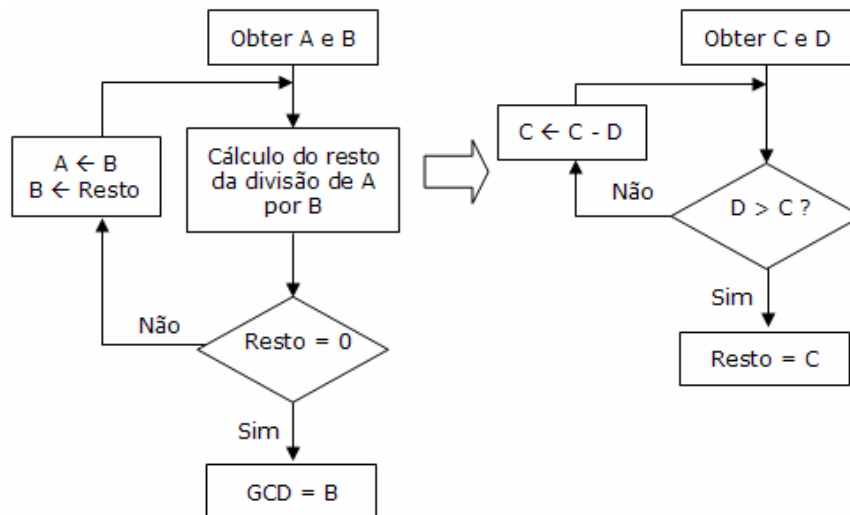 Obter A e B
A ← B
B ← Resto
Cálculo do resto
da divisão de A
por B
Não
Resto = 0
Sim
GCD = B
Obter C e D
C ← C - D
Não
D > C ?
Sim
Resto = C